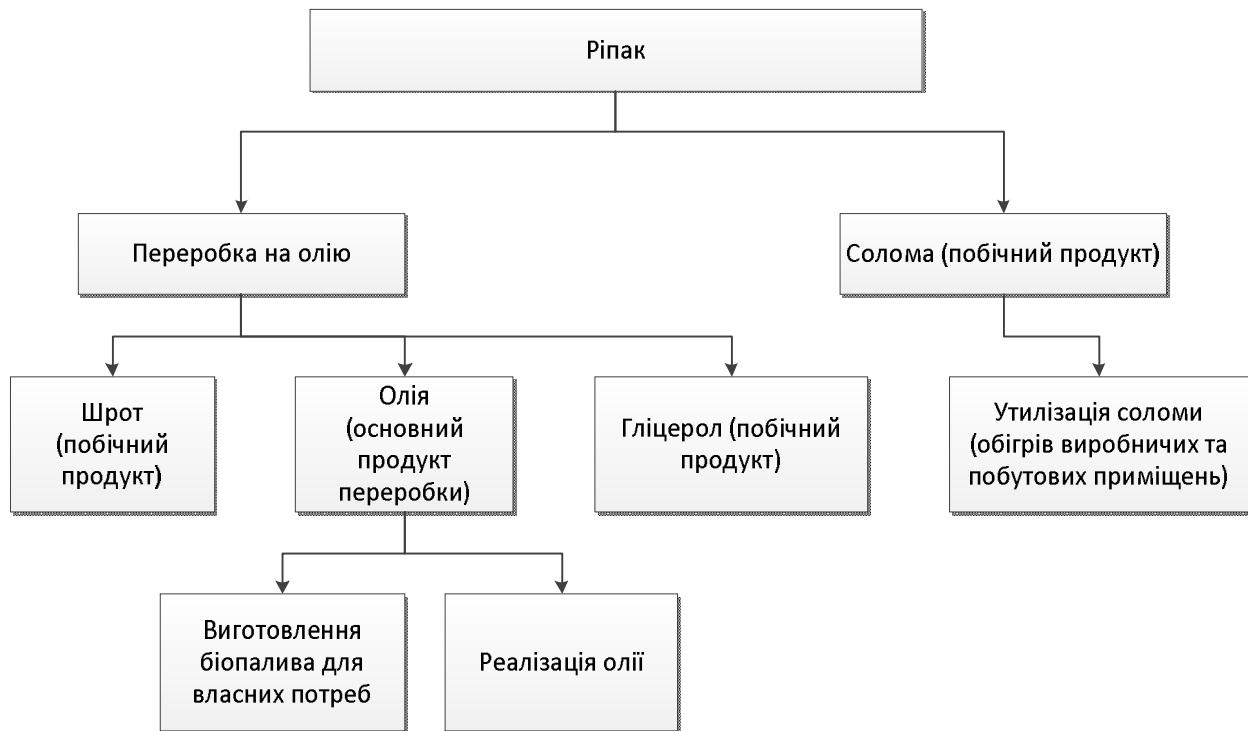 Ріпак
Переробка на олію
Солома (побічний продукт)
Шрот
(побічний
продукт)
Олія
(основний
продукт
переробки)
Гліцерол (побічний
продукт)
Утилізація соломи
(обігрів виробничих та
побутових приміщень)
Виготовлення
біопалива для
власних потреб
Реалізація олії